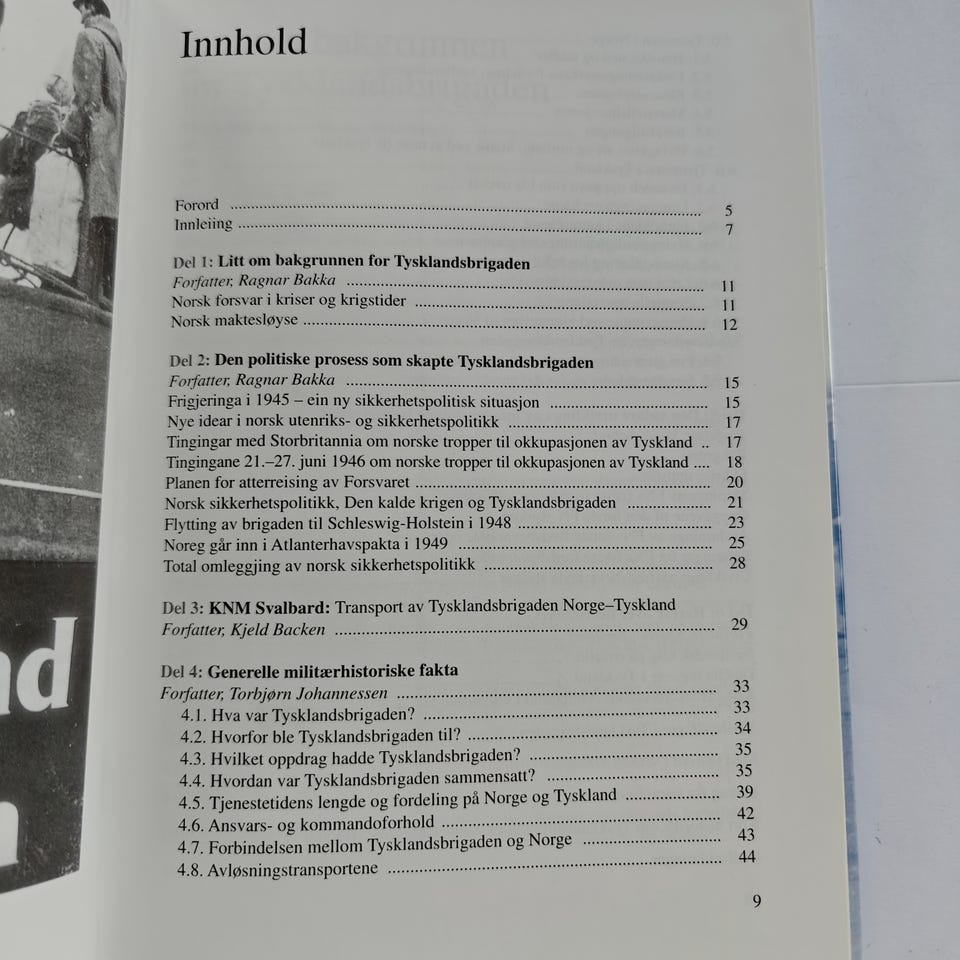 Innhold
Forord ........ 5
Innleiing ........ 7
Del 1: Litt om bakgrunnen for Tysklandsbrigaden
Forfatter, Ragnar Bakka ........ 11
Norsk forsvar i kriser og krigstider ........ 11
Norsk maktesløyse ........ 12
Del 2: Den politiske prosess som skapte Tysklandsbrigaden
Forfatter, Ragnar Bakka ........ 15
Frigjeringa i 1945 – ein ny sikkerhetspolitisk situasjon ........ 15
Nye idear i norsk utenriks- og sikkerhetspolitikk ........ 17
Tingingar med Storbritannia om norske tropper til okkupasjonen av Tyskland .. 17
Tingingane 21.–27. juni 1946 om norske tropper til okkupasjonen av Tyskland .... 18
Planen for atterreising av Forsvaret ........ 20
Norsk sikkerhetspolitikk, Den kalde krigen og Tysklandsbrigaden ........ 21
Flytting av brigaden til Schleswig-Holstein i 1948 ........ 23
Noreg går inn i Atlanterhavspakta i 1949 ........ 25
Total omleggjing av norsk sikkerhetspolitikk ........ 28
Del 3: KNM Svalbard: Transport av Tysklandsbrigaden Norge–Tyskland
Forfatter, Kjeld Backen ........ 29
Del 4: Generelle militærhistoriske fakta
Forfatter, Torbjørn Johannessen ........ 33
4.1. Hva var Tysklandsbrigaden? ........ 33
4.2. Hvorfor ble Tysklandsbrigaden til? ........ 34
4.3. Hvilket oppdrag hadde Tysklandsbrigaden? ........ 35
4.4. Hvordan var Tysklandsbrigaden sammensatt? ........ 35
4.5. Tjenestetidens lengde og fordeling på Norge og Tyskland ........ 39
4.6. Ansvars- og kommandoforhold ........ 42
4.7. Forbindelsen mellom Tysklandsbrigaden og Norge ........ 43
4.8. Avløsningstransportene ........ 44
9